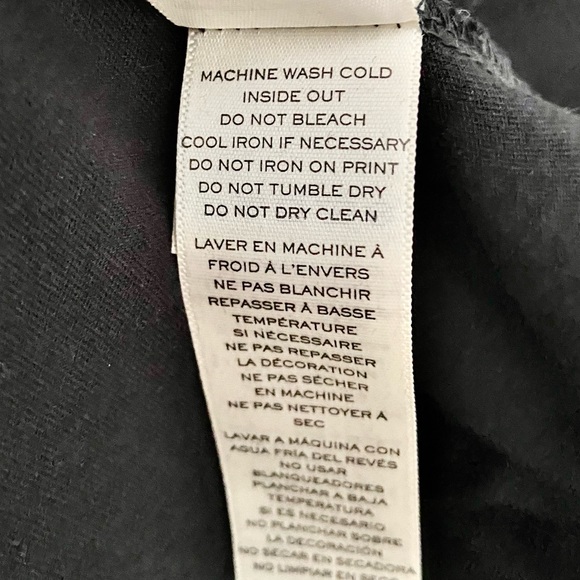 MACHINE WASH COLD
INSIDE OUT
DO NOT BLEACH
COOL IRON IF NECESSARY
DO NOT IRON ON PRINT
DO NOT TUMBLE DRY
DO NOT DRY CLEAN
LAVER EN MACHINE À
FROID À L'ENVERS
NE PAS BLANCHIR
REPASSER À BASSE
TEMPÉRATURE
SI NÉCESSAIRE
NE PAS REPASSER
LA DÉCORATION
NE PAS SÉCHER
EN MACHINE
NE PAS NETTOYER À
SEC
LAVAR A MÁQUINA CON
AGUA FRÍA DEL REVÉS
NO USAR
BLANQUEADORES
PLANCHAR A BAJA
TEMPERATURA
SI ES NECESARIO
NO PLANCHAR SOBRE
LA DECORACIÓN
NO SECAR EN SECADORA
NO LIMPIAR EN SECO